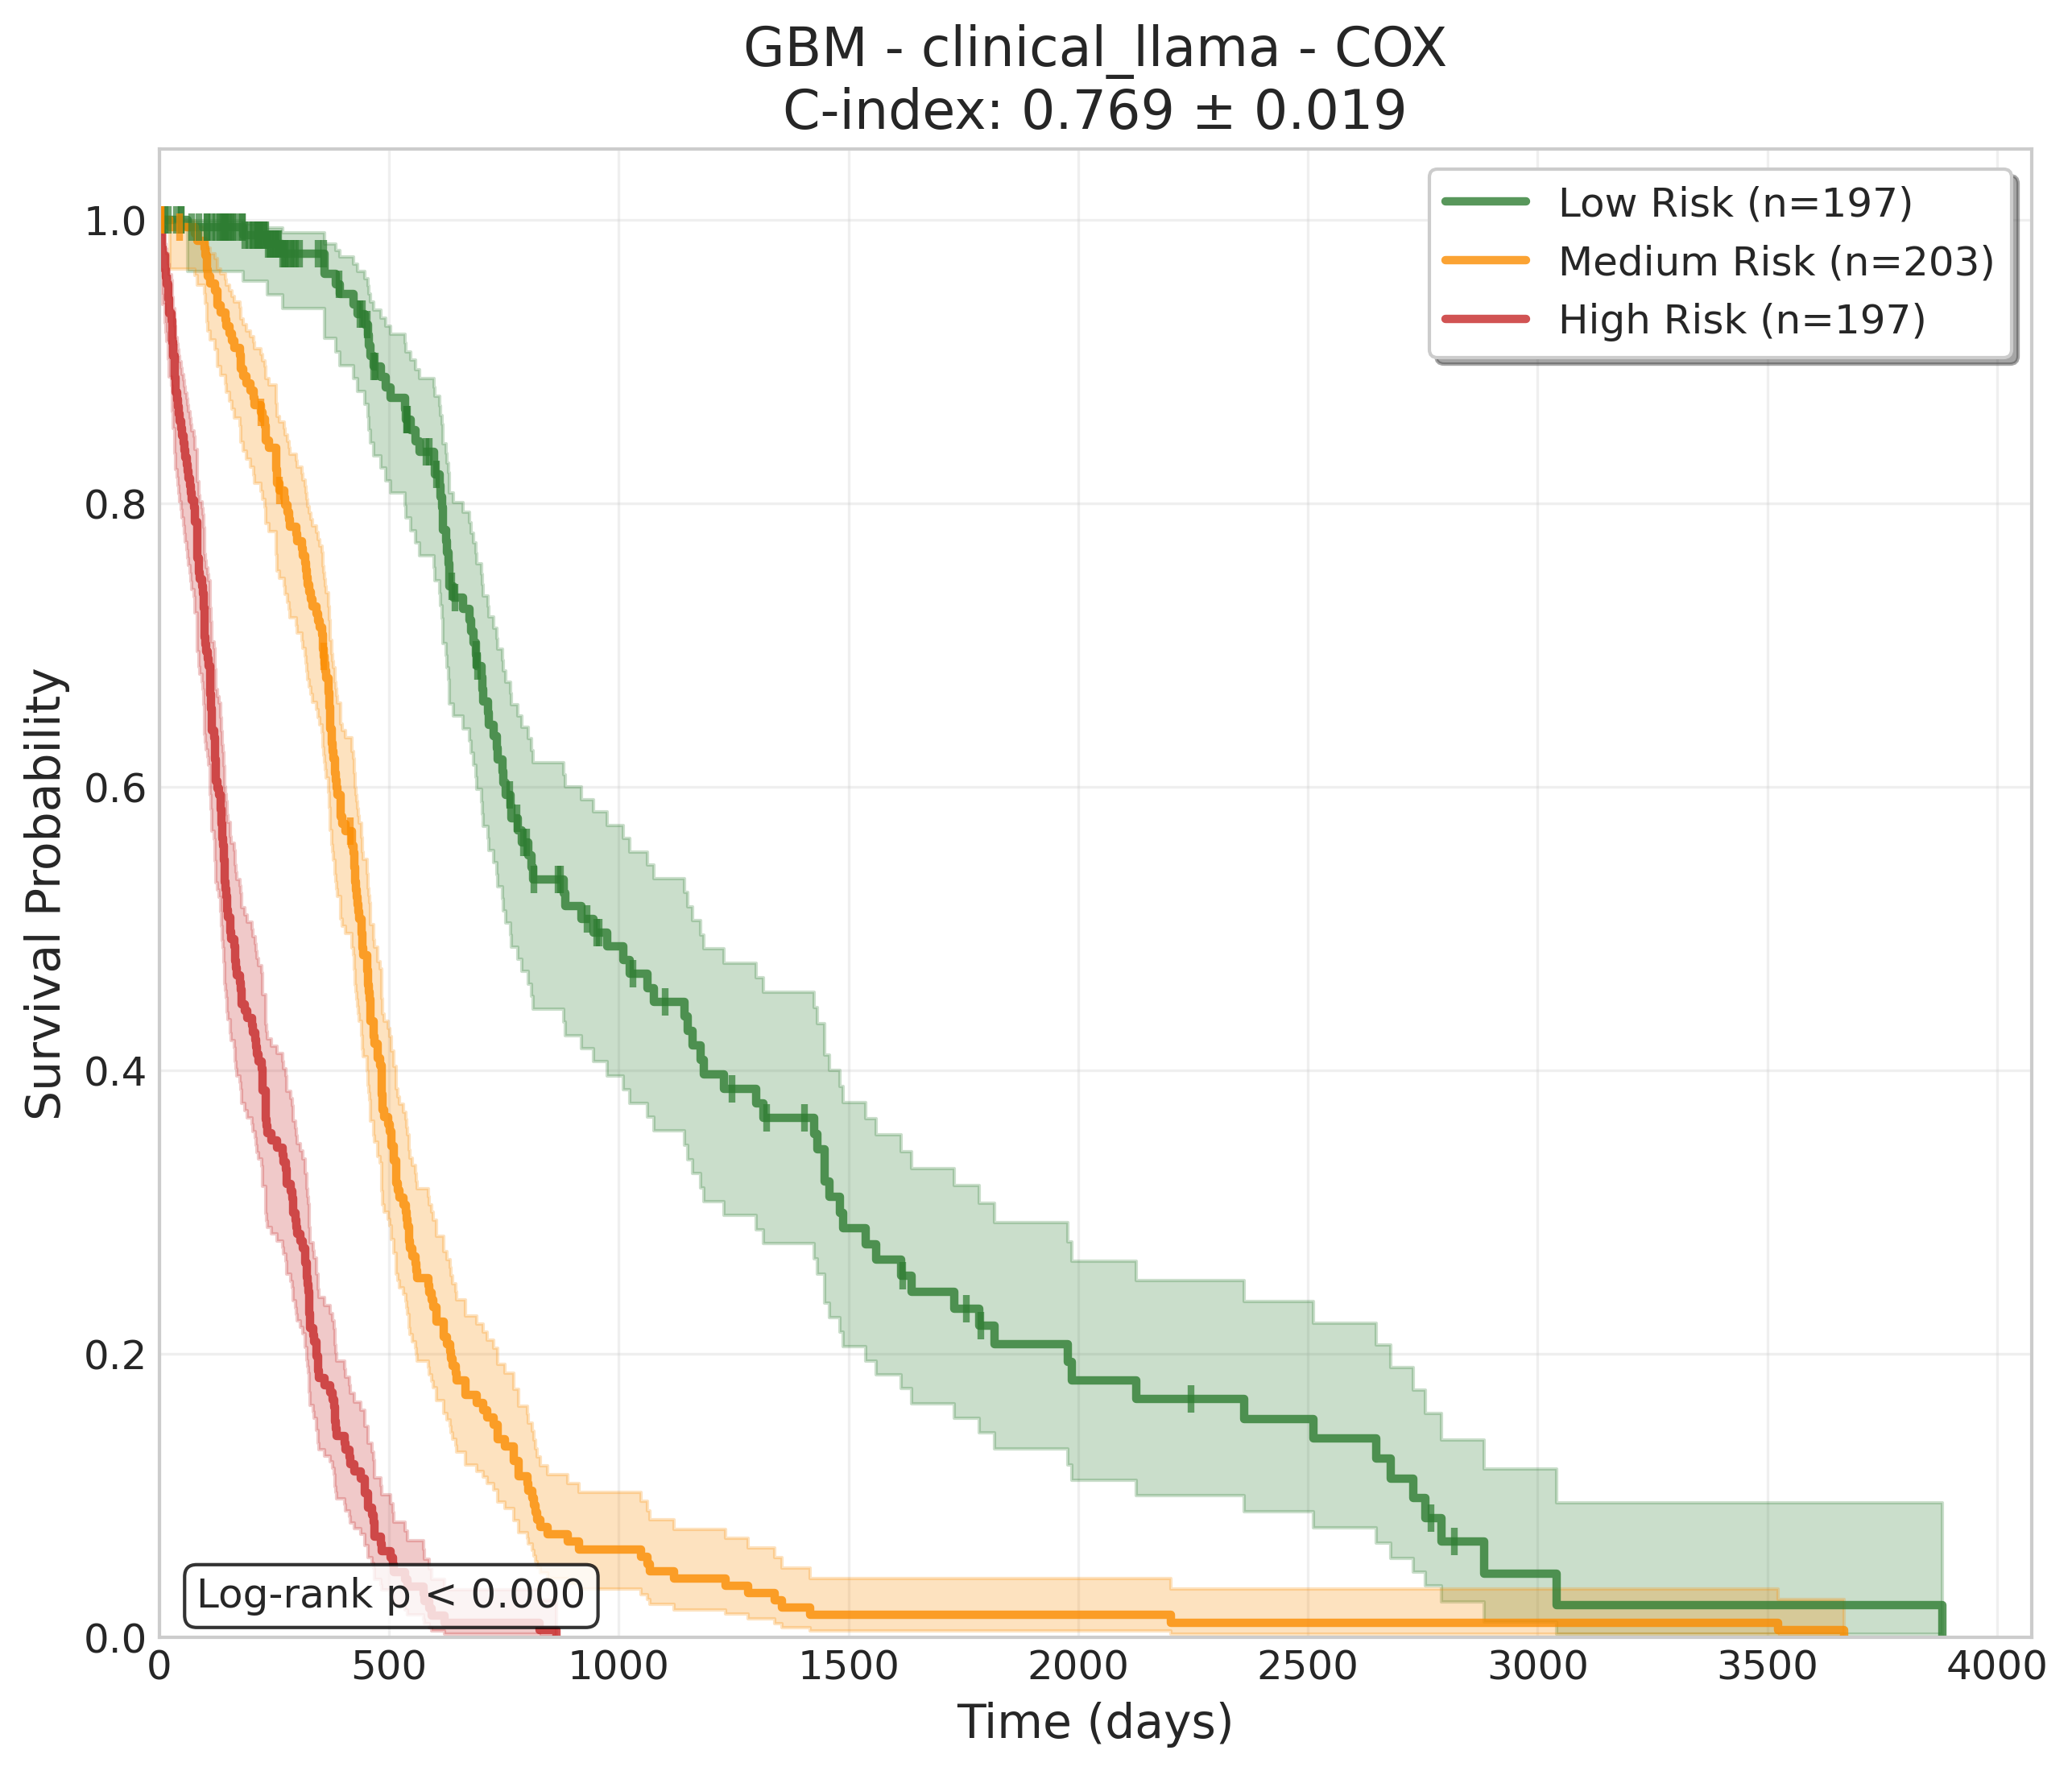 GBM - clinical_llama - COX
C-index: 0.769 ± 0.019
Low Risk (n=197)
Medium Risk (n=203)
High Risk (n=197)
Survival Probability
1.0
0.8
0.6
0.4
0.2
0.0
Log-rank p < 0.000
0 500 1000 1500 2000 2500 3000 3500 4000
Time (days)